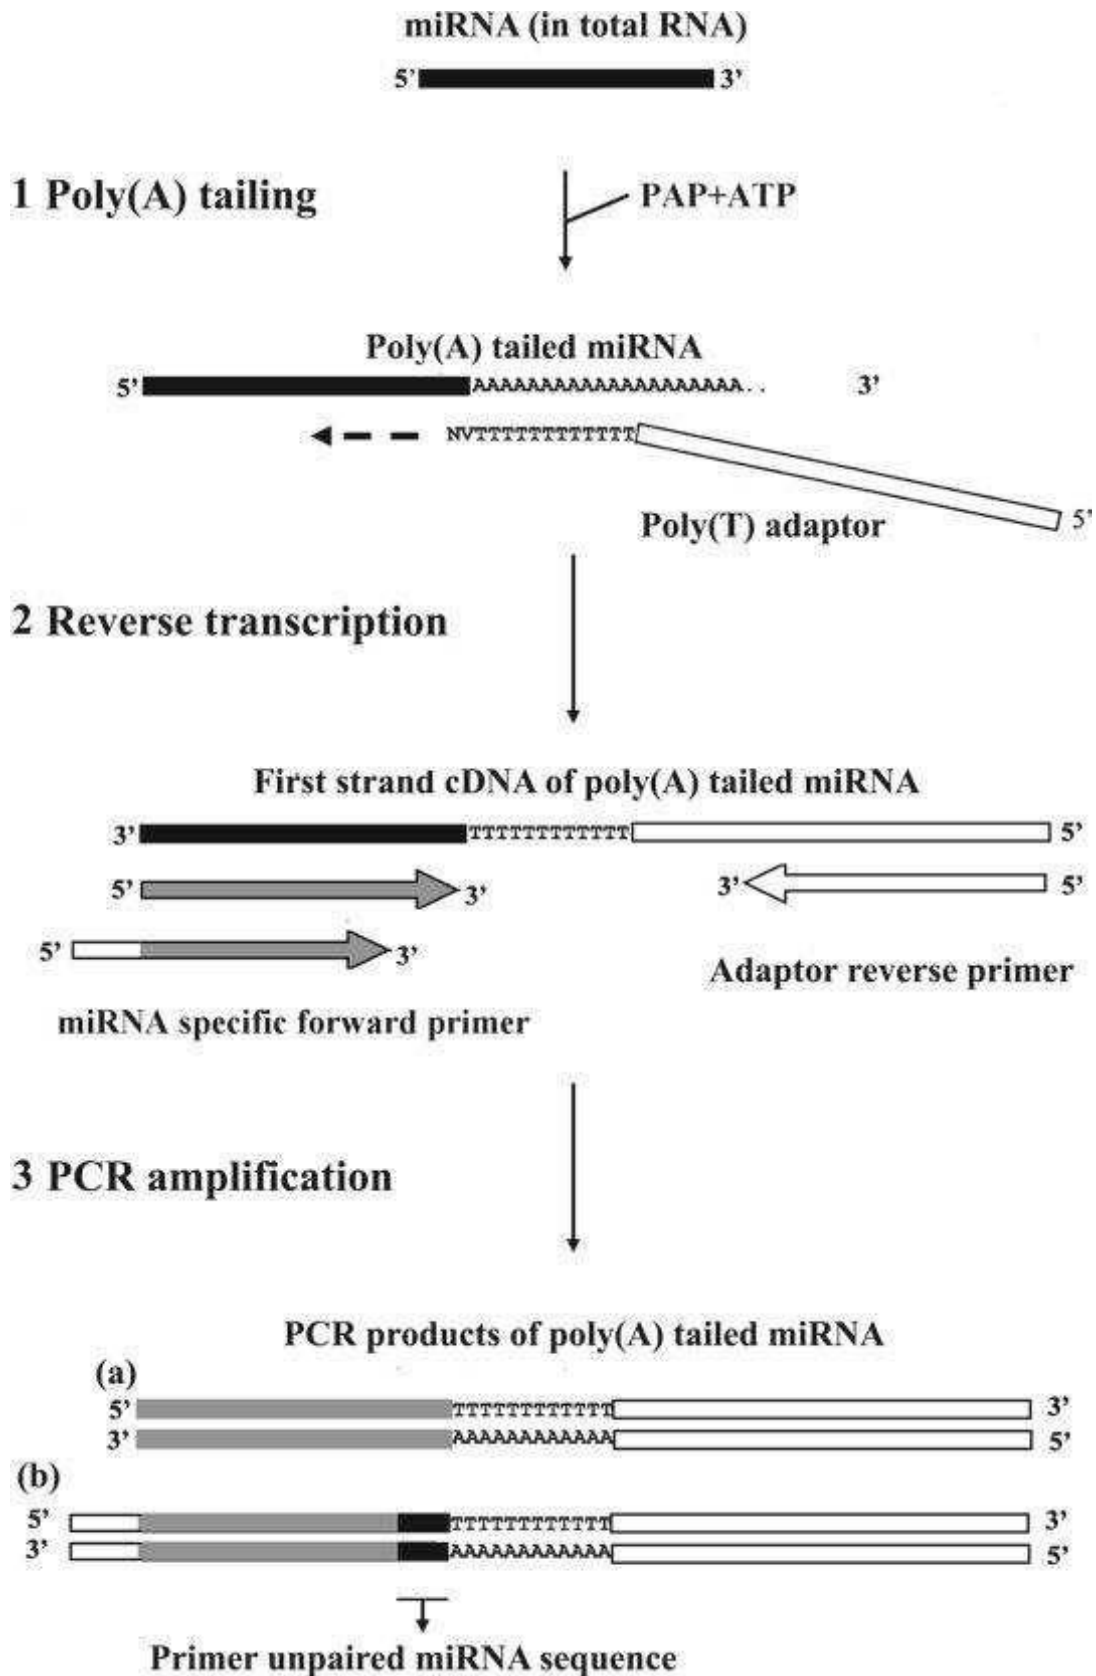 miRNA (in total RNA)
5’ 3’
1 Poly(A) tailing
PAP+ATP
Poly(A) tailed miRNA
5’ AAAAAAAAAAAAAAAAAAAA.. 3’
NVTTTTTTTTTTTT
5’
Poly(T) adaptor
2 Reverse transcription
First strand cDNA of poly(A) tailed miRNA
3’ TTTTTTTTTTTT 5’
5’ 3’ 3’ 5’
5’ 3’
Adaptor reverse primer
miRNA specific forward primer
3 PCR amplification
PCR products of poly(A) tailed miRNA
(a)
5’ TTTTTTTTTTTT 3’
3’ AAAAAAAAAAAA 5’
(b)
5’ TTTTTTTTTTTT 3’
3’ AAAAAAAAAAAA 5’
Primer unpaired miRNA sequence